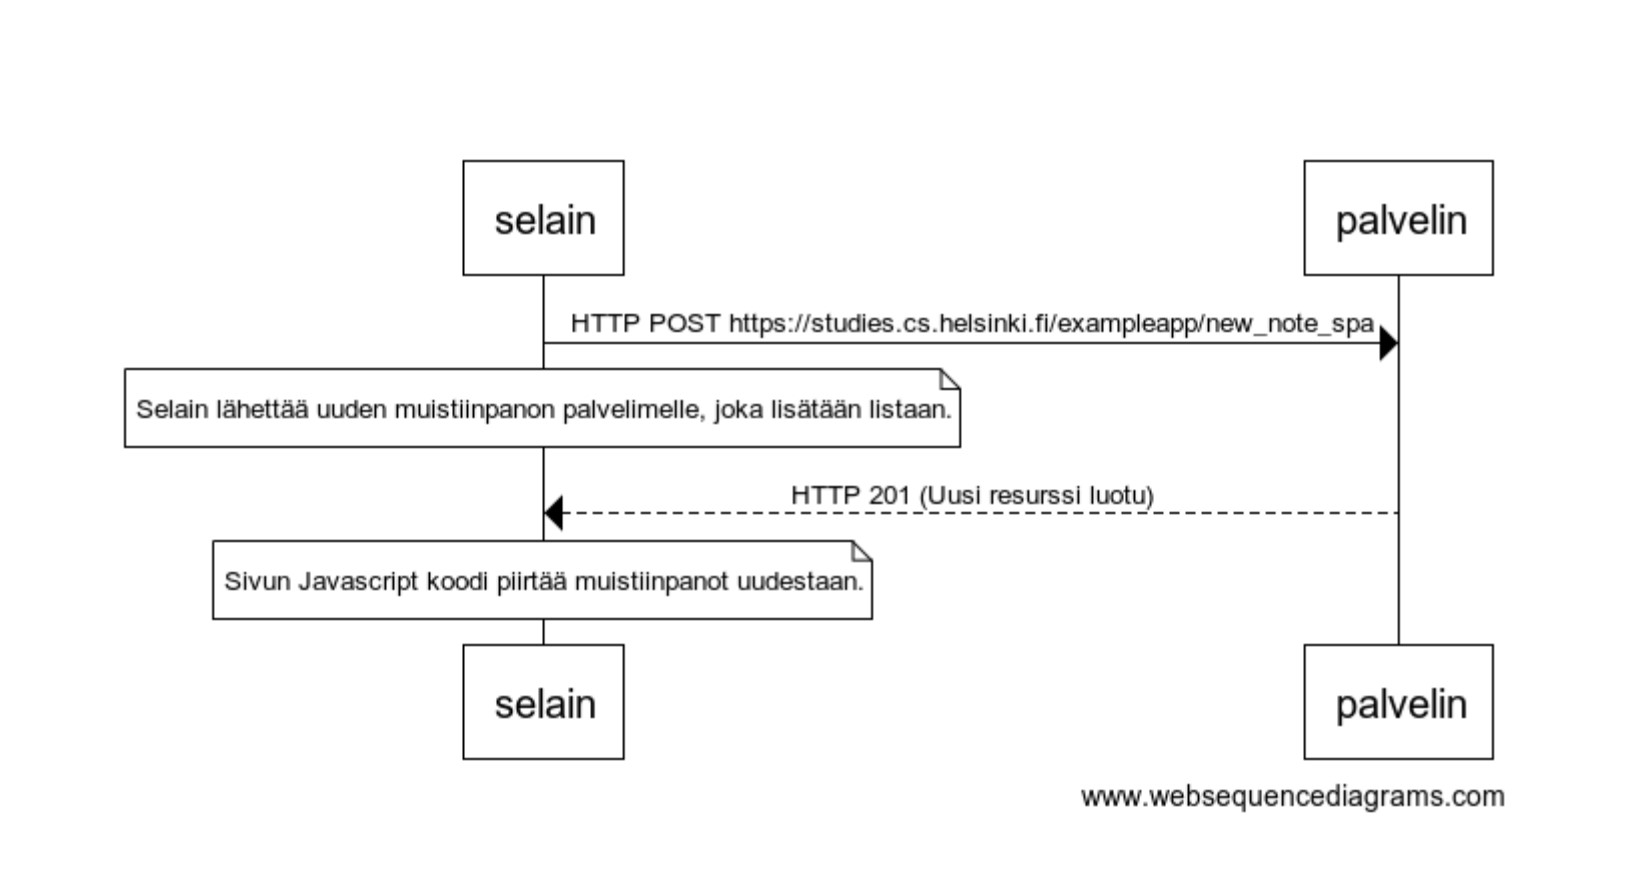 selain
palvelin
HTTP POST https://studies.cs.helsinki.fi/exampleapp/new_note_spa
Selain lähettää uuden muistiinpanon palvelimelle, joka lisätään listaan.
HTTP 201 (Uusi resurssi luotu)
Sivun Javascript koodi piirtää muistiinpanot uudestaan.
selain
palvelin
www.websequencediagrams.com